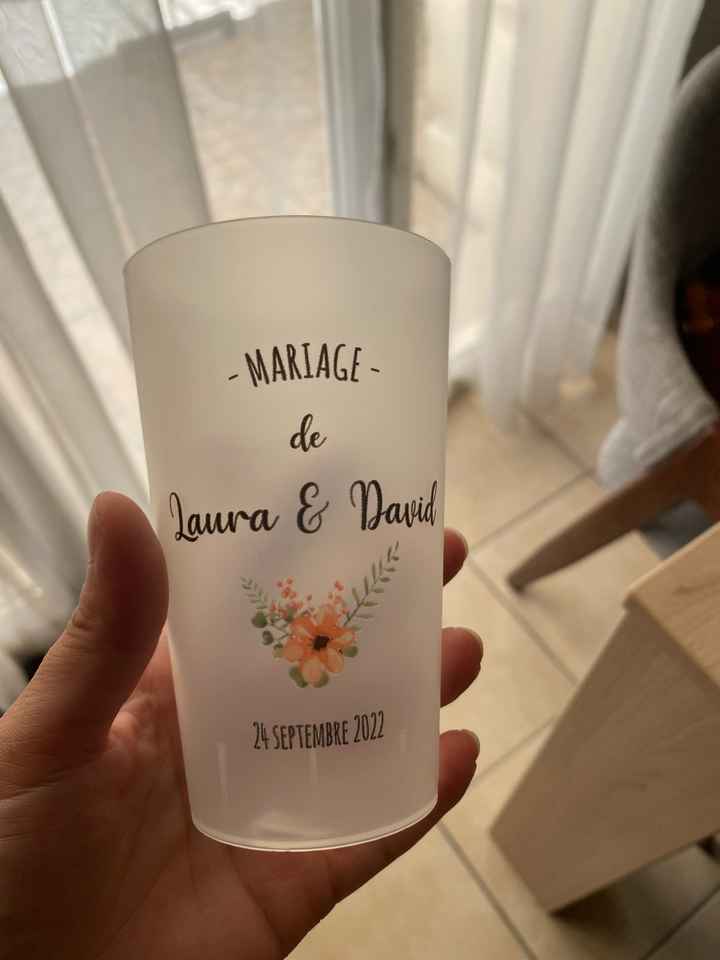 - MARIAGE -
de
Laura & David
24 SEPTEMBRE 2022